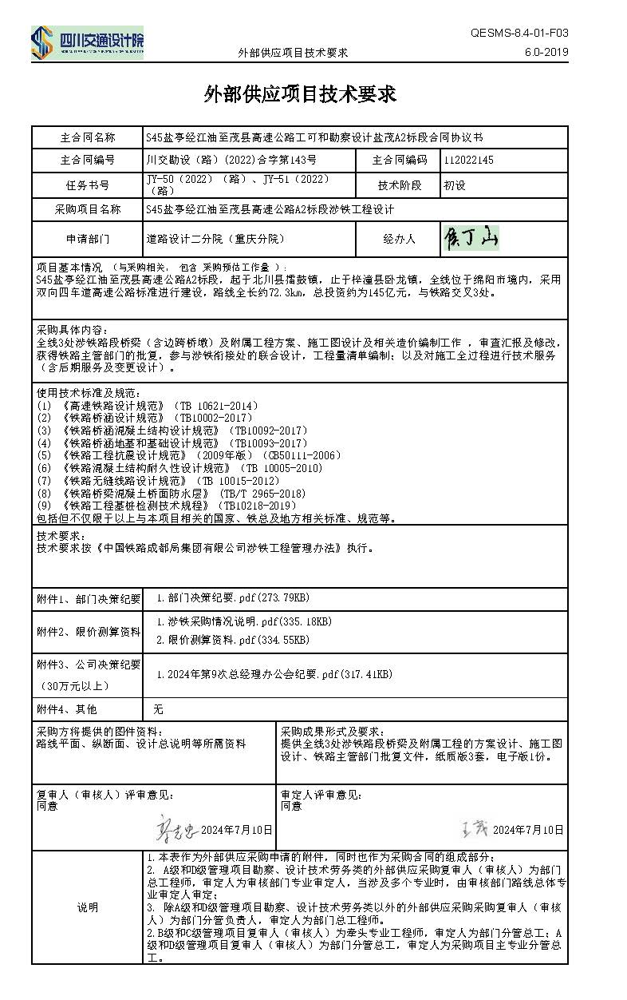 四川交通设计院
QESMS-8.4-01-F03
外部供应项目技术要求
6.0-2019
外部供应项目技术要求
主合同名称 S45盐亭经江油至茂县高速公路工可和勘察设计盐茂A2标段合同协议书
主合同编号 川交勘设（路）(2022)合字第143号 主合同编码 112022145
任务书号 JY-50（2022）（路）、JY-51（2022）
（路） 技术阶段 初设
采购项目名称 S45盐亭经江油至茂县高速公路A2标段涉铁工程设计
申请部门 道路设计二分院（重庆分院） 经办人 侯丁山
项目基本情况 （与采购相关， 包含 采购预估工作量 ）：
S45盐亭经江油至茂县高速公路A2标段，起于北川县擂鼓镇，止于梓潼县卧龙镇，全线位于绵阳市境内，采用
双向四车道高速公路标准进行建设，路线全长约72.3km，总投资约为145亿元，与铁路交叉3处。
采购具体内容：
全线3处涉铁路段桥梁（含边跨桥墩）及附属工程方案、施工图设计及相关造价编制工作 ，审查汇报及修改，
获得铁路主管部门的批复，参与涉铁衔接处的联合设计，工程量清单编制；以及对施工全过程进行技术服务
（含后期服务及变更设计）。
使用技术标准及规范：
(1) 《高速铁路设计规范》（TB 10621-2014）
(2) 《铁路桥涵设计规范》（TB10002-2017）
(3) 《铁路桥涵混凝土结构设计规范》（TB10092-2017）
(4) 《铁路桥涵地基和基础设计规范》（TB10093-2017）
(5) 《铁路工程抗震设计规范》（2009年版）（GB50111-2006）
(6) 《铁路混凝土结构耐久性设计规范》（TB 10005-2010)
(7) 《铁路无缝线路设计规范》（TB 10015-2012）
(8) 《铁路桥梁混凝土桥面防水层》（TB/T 2965-2018)
(9) 《铁路工程基桩检测技术规程》（TB10218-2019）
包括但不仅限于以上与本项目相关的国家、铁总及地方相关标准、规范等。
技术要求：
技术要求按《中国铁路成都局集团有限公司涉铁工程管理办法》执行。
附件1、部门决策纪要 1.部门决策纪要.pdf(273.79KB)
附件2、限价测算资料 1.涉铁采购情况说明.pdf(335.18KB)
2.限价测算资料.pdf(334.55KB)
附件3、公司决策纪要
（30万元以上） 1.2024年第9次总经理办公会纪要.pdf(317.41KB)
附件4、其他 无
采购方将提供的图件资料：
路线平面、纵断面、设计总说明等所需资料
采购成果形式及要求：
提供全线3处涉铁路段桥梁及附属工程的方案设计、施工图
设计、铁路主管部门批复文件，纸质版3套，电子版1份。
复审人（审核人）评审意见：
同意
2024年7月10日
审定人评审意见：
同意
王茂 2024年7月10日
说明
1.本表作为外部供应采购申请的附件，同时也作为采购合同的组成部分；
2. A级和D级管理项目勘察、设计技术劳务类的外部供应采购复审人（审核人）为部门
总工程师，审定人为审核部门专业审定人，当涉及多个专业时，由审核部门路线总体专
业审定人审定；
3. 除A级和D级管理项目勘察、设计技术劳务类以外的外部供应采购采购复审人（审核
人）为部门分管负责人，审定人为部门总工程师。
2.B级和C级管理项目复审人（审核人）为牵头专业工程师，审定人为部门分管总工；A
级和D级管理项目复审人（审核人）为部门分管总工，审定人为采购项目主专业分管总
工。